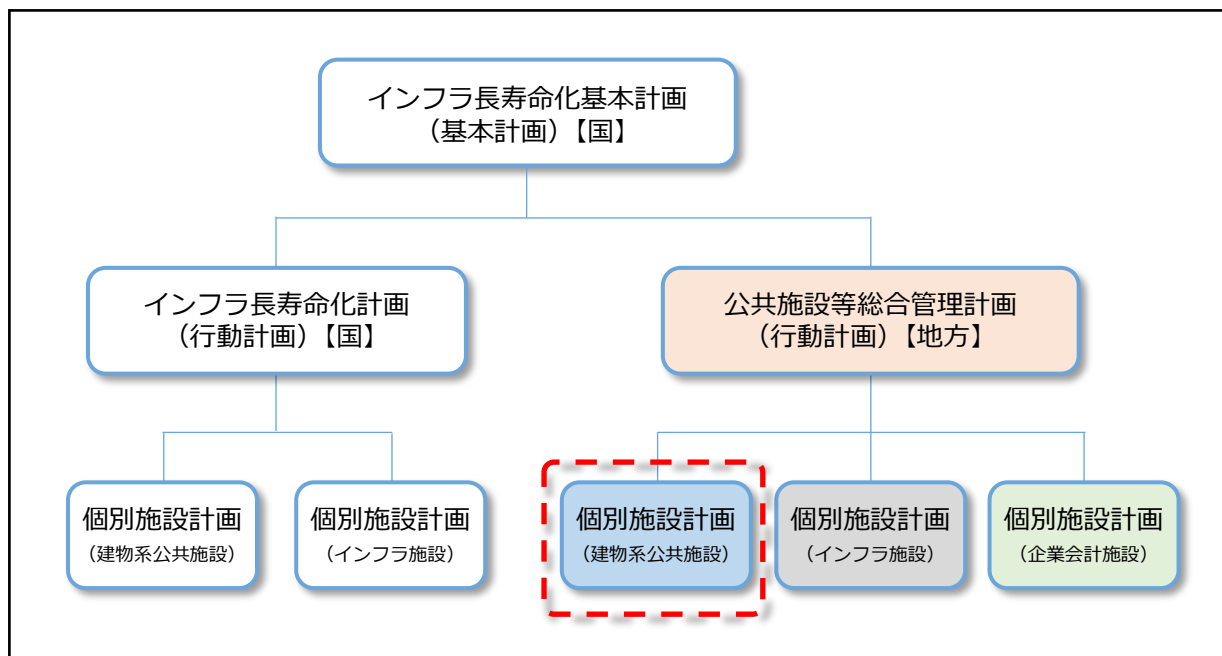 インフラ長寿命化基本計画
（基本計画）【国】
インフラ長寿命化計画
（行動計画）【国】
公共施設等総合管理計画
（行動計画）【地方】
個別施設計画
（建物系公共施設）
個別施設計画
（インフラ施設）
個別施設計画
（建物系公共施設）
個別施設計画
（インフラ施設）
個別施設計画
（企業会計施設）